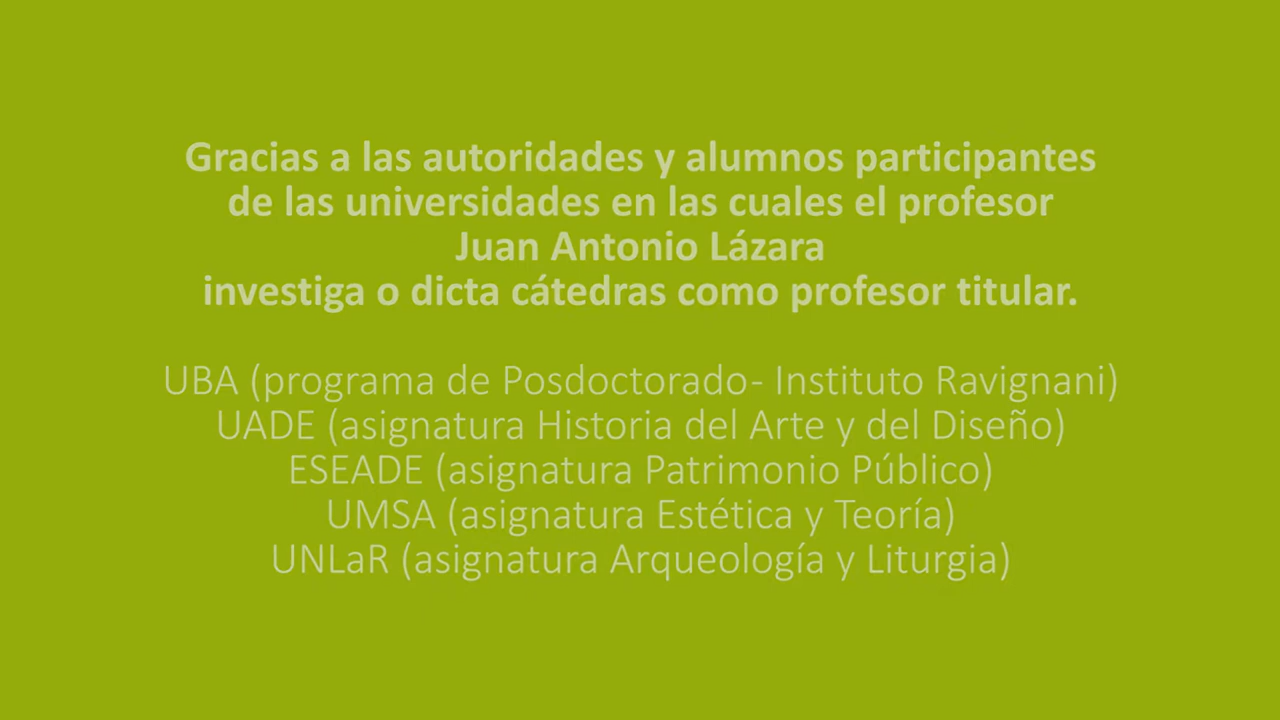 Gracias a las autoridades y alumnos participantes
de las universidades en las cuales el profesor
Juan Antonio Lázara
investiga o dicta cátedras como profesor titular.
UBA (programa de Posdoctorado- Instituto Ravignani)
UADE (asignatura Historia del Arte y del Diseño)
ESEADE (asignatura Patrimonio Público)
UMSA (asignatura Estética y Teoría)
UNLaR (asignatura Arqueología y Liturgia)